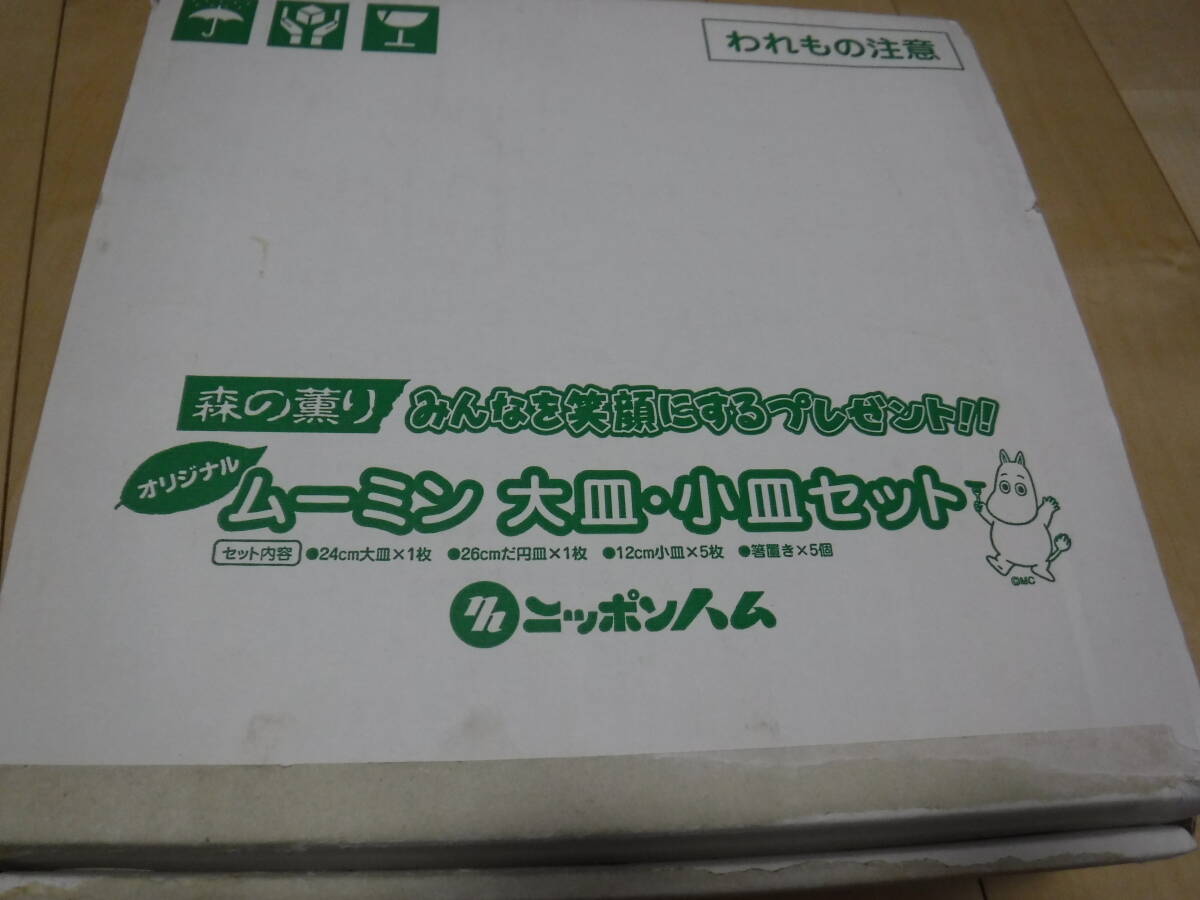 われもの注意
森の薫り みんなを笑顔にするプレゼント!!
オリジナル ムーミン 大皿・小皿セット
セット内容 ●24cm大皿×1枚 ●26cmだ円皿×1枚 ●12cm小皿×5枚 ●箸置き×5個
©MC
nh ニッポンハム